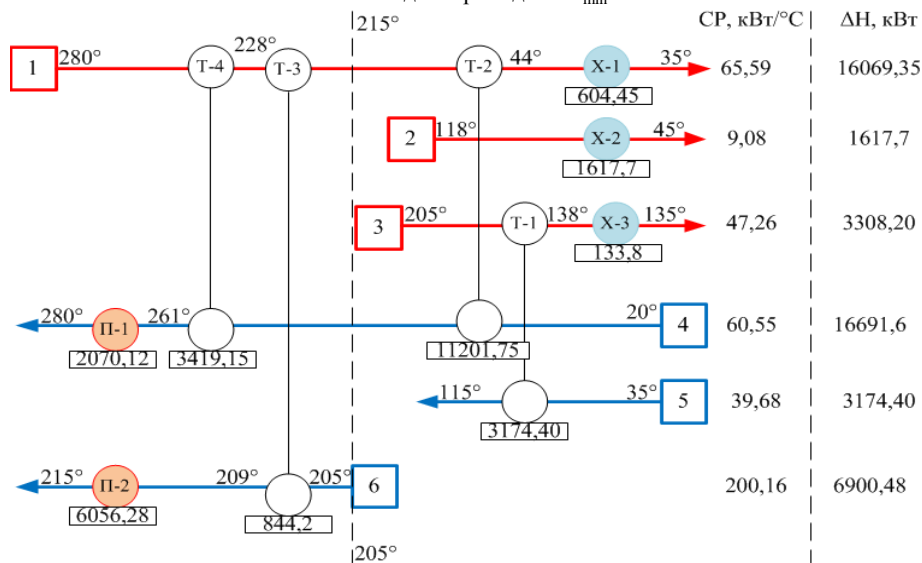 min
215° CP, кВт/°C ΔH, кВт
1 280° Т-4 228° Т-3 Т-2 44° Х-1 35° 65,59 16069,35
604,45
2 118° Х-2 45° 9,08 1617,7
1617,7
3 205° Т-1 138° Х-3 135° 47,26 3308,20
133,8
280° П-1 261° 20° 4 60,55 16691,6
2070,12 3419,15 11201,75
115° 35° 5 39,68 3174,40
3174,40
215° П-2 209° 205° 6 200,16 6900,48
6056,28 844,2
205°